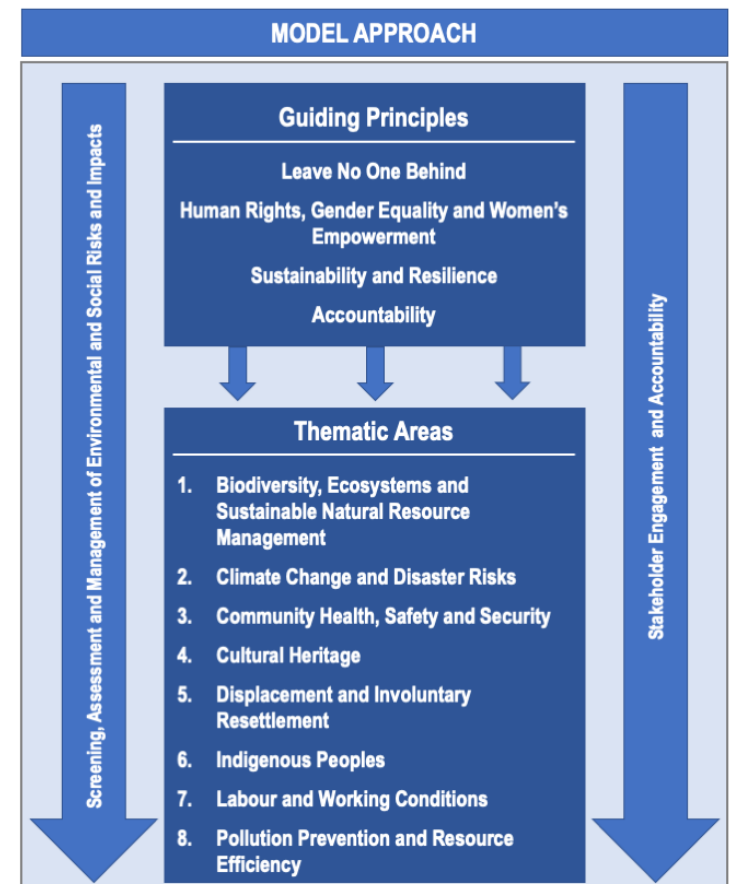 MODEL APPROACH
Screening, Assessment and Management of Environmental and Social Risks and Impacts
Guiding Principles
Leave No One Behind
Human Rights, Gender Equality and Women’s
Empowerment
Sustainability and Resilience
Accountability
Thematic Areas
1. Biodiversity, Ecosystems and
Sustainable Natural Resource
Management
2. Climate Change and Disaster Risks
3. Community Health, Safety and Security
4. Cultural Heritage
5. Displacement and Involuntary
Resettlement
6. Indigenous Peoples
7. Labour and Working Conditions
8. Pollution Prevention and Resource
Efficiency
Stakeholder Engagement and Accountability